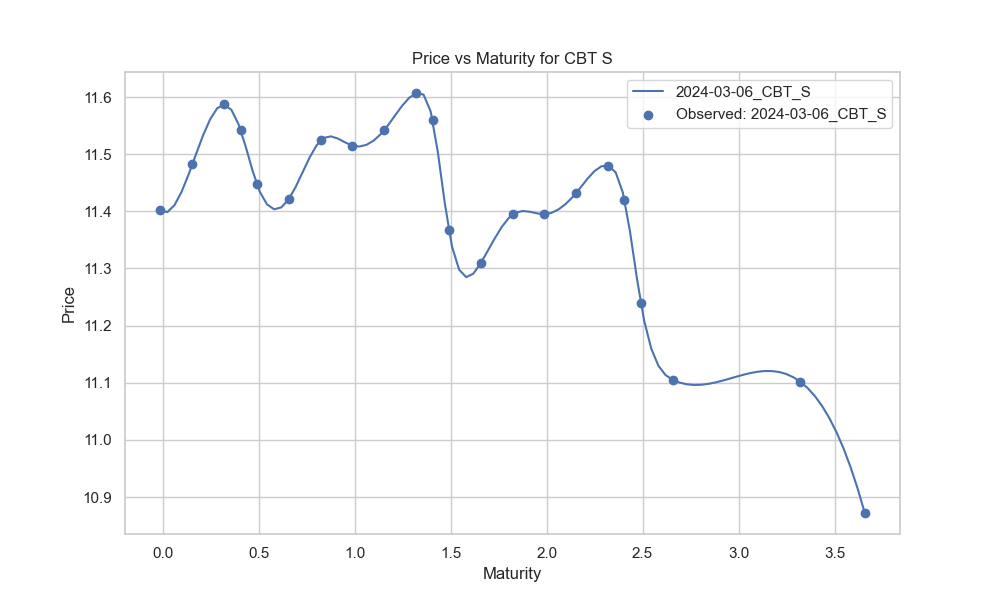 Price vs Maturity for CBT S
2024-03-06_CBT_S
Observed: 2024-03-06_CBT_S
11.6
11.5
11.4
11.3
11.2
11.1
11.0
10.9
Price
0.0 0.5 1.0 1.5 2.0 2.5 3.0 3.5
Maturity